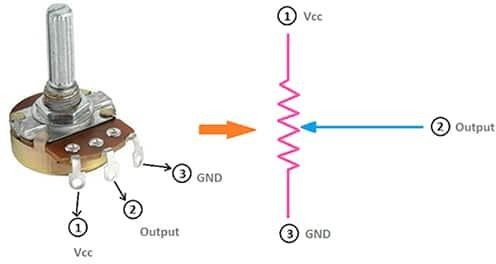 1 Vcc
2 Output
3 GND
3 GND
2
Output
1
Vcc